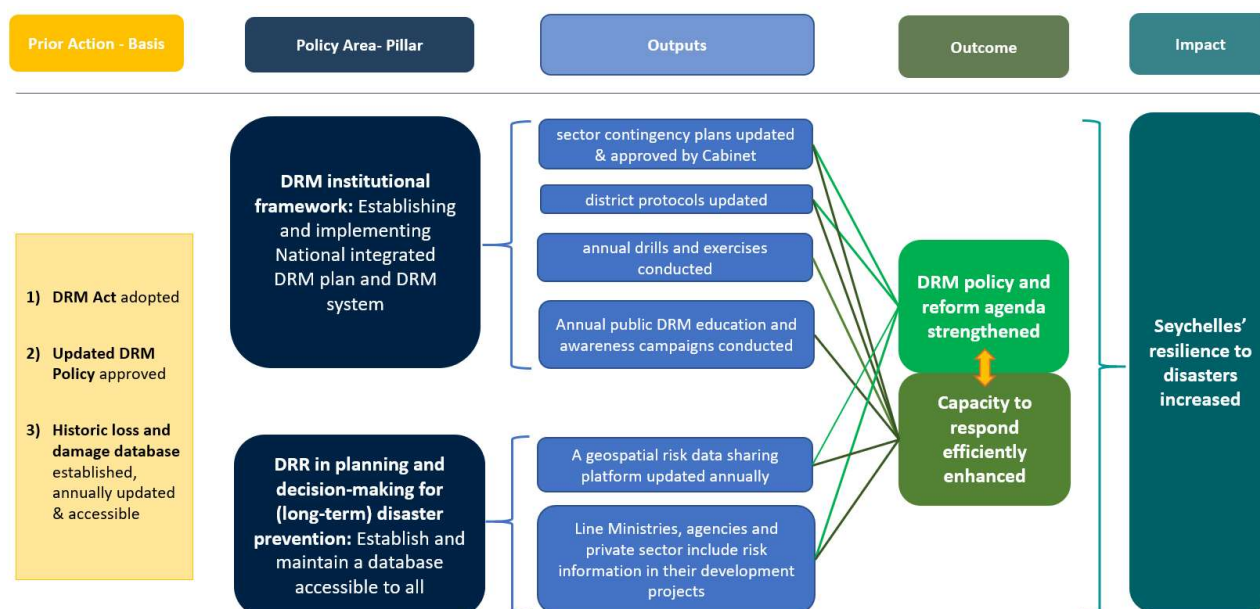 Prior Action - Basis
Policy Area- Pillar
Outputs
Outcome
Impact
1) DRM Act adopted
2) Updated DRM
Policy approved
3) Historic loss and
damage database
established,
annually updated
& accessible
DRM institutional
framework: Establishing
and implementing
National integrated
DRM plan and DRM
system
DRR in planning and
decision-making for
(long-term) disaster
prevention: Establish and
maintain a database
accessible to all
sector contingency plans updated
& approved by Cabinet
district protocols updated
annual drills and exercises
conducted
Annual public DRM education and
awareness campaigns conducted
A geospatial risk data sharing
platform updated annually
Line Ministries, agencies and
private sector include risk
information in their development
projects
DRM policy and
reform agenda
strengthened
Capacity to
respond
efficiently
enhanced
Seychelles’
resilience to
disasters
increased